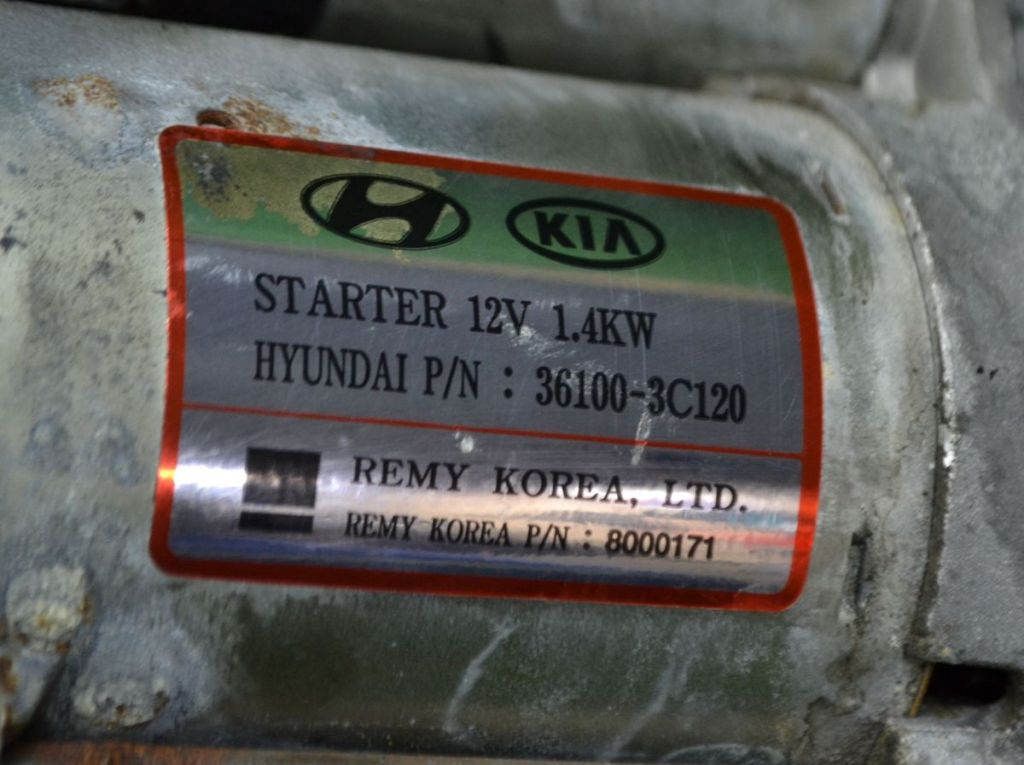 KIA
STARTER 12V 1.4KW
HYUNDAI P/N : 36100-3C120
REMY KOREA, LTD.
REMY KOREA P/N : 8000171